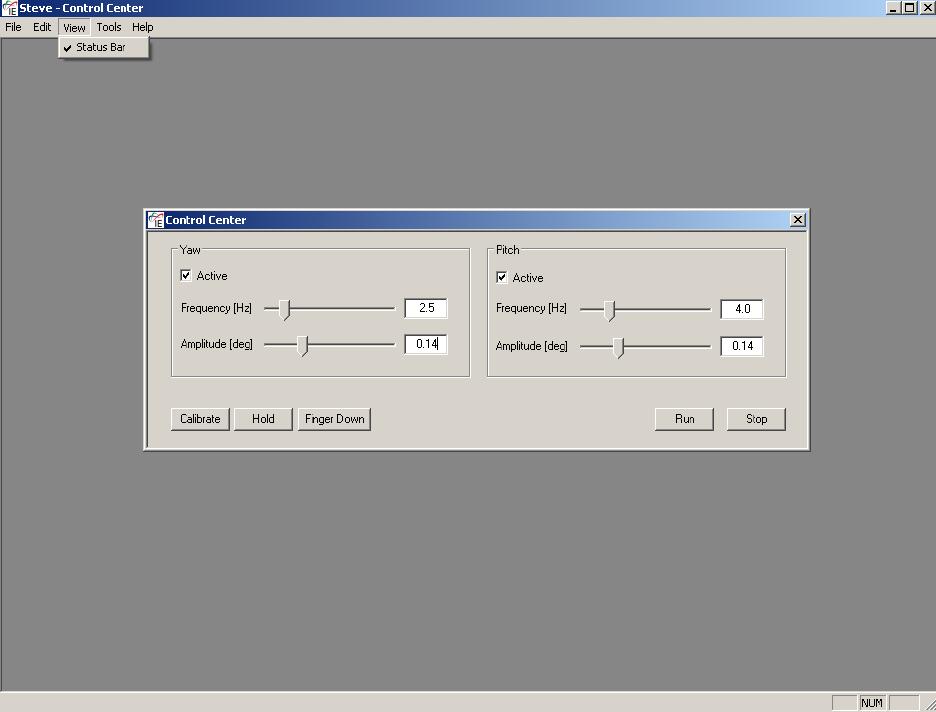 Steve - Control Center
File Edit View Tools Help
Status Bar
IE Control Center
Yaw
Active
Frequency [Hz] 2.5
Amplitude [deg] 0.14
Pitch
Active
Frequency [Hz] 4.0
Amplitude [deg] 0.14
Calibrate Hold Finger Down Run Stop
NUM